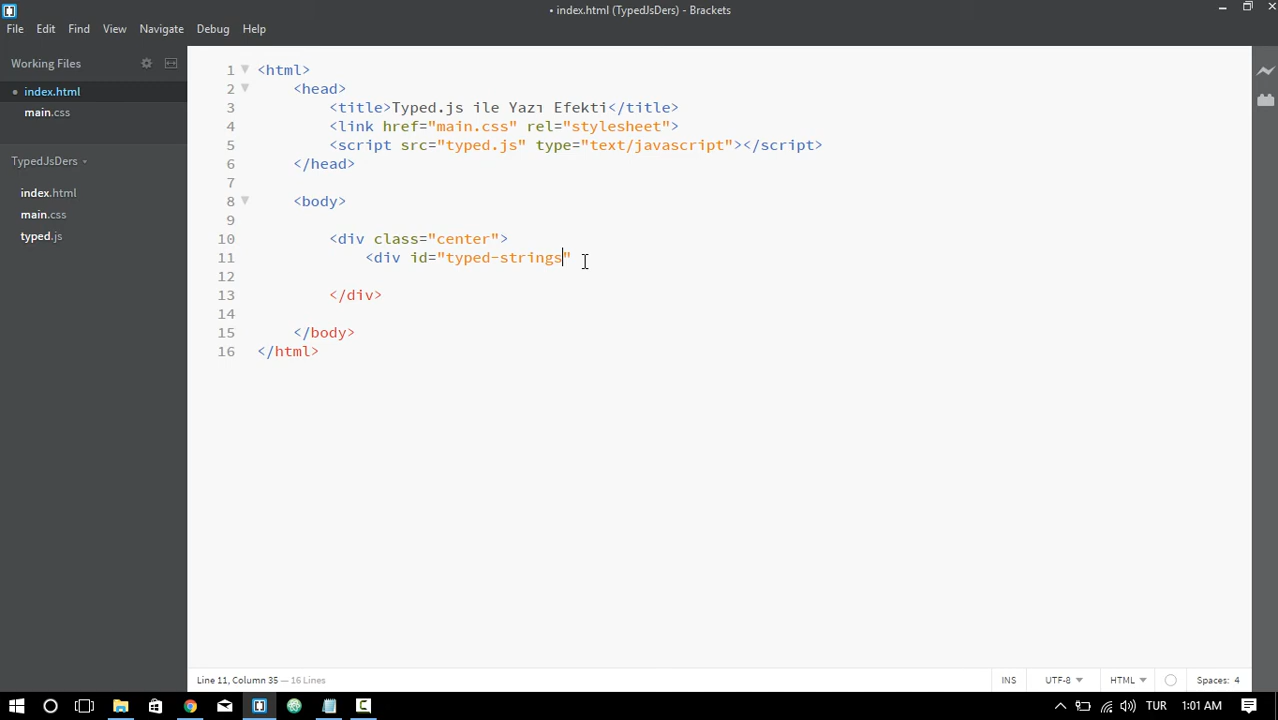 • index.html (TypedJsDers) - Brackets
File Edit Find View Navigate Debug Help
Working Files
• index.html
main.css
TypedJsDers
index.html
main.css
typed.js
1 <html>
2 <head>
3 <title>Typed.js ile Yazı Efekti</title>
4 <link href="main.css" rel="stylesheet">
5 <script src="typed.js" type="text/javascript"></script>
6 </head>
7
8 <body>
9
10 <div class="center">
11 <div id="typed-strings"
12
13 </div>
14
15 </body>
16 </html>
Line 11, Column 35 — 16 Lines
INS UTF-8 HTML Spaces: 4
TUR 1:01 AM